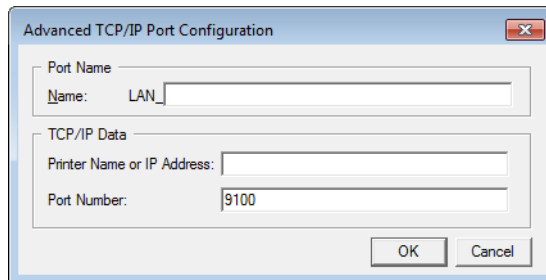 Advanced TCP/IP Port Configuration
Port Name
Name: LAN_
TCP/IP Data
Printer Name or IP Address:
Port Number: 9100
OK Cancel